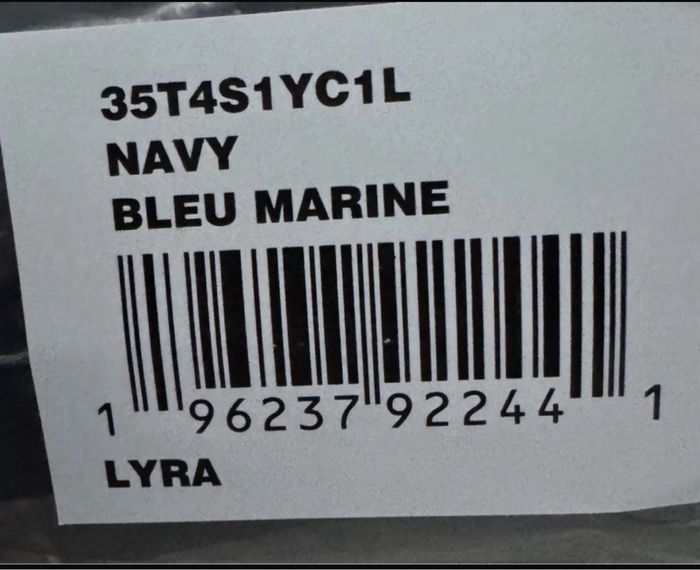 35T4S1YC1L
NAVY
BLEU MARINE
1 96237 92244 1
LYRA